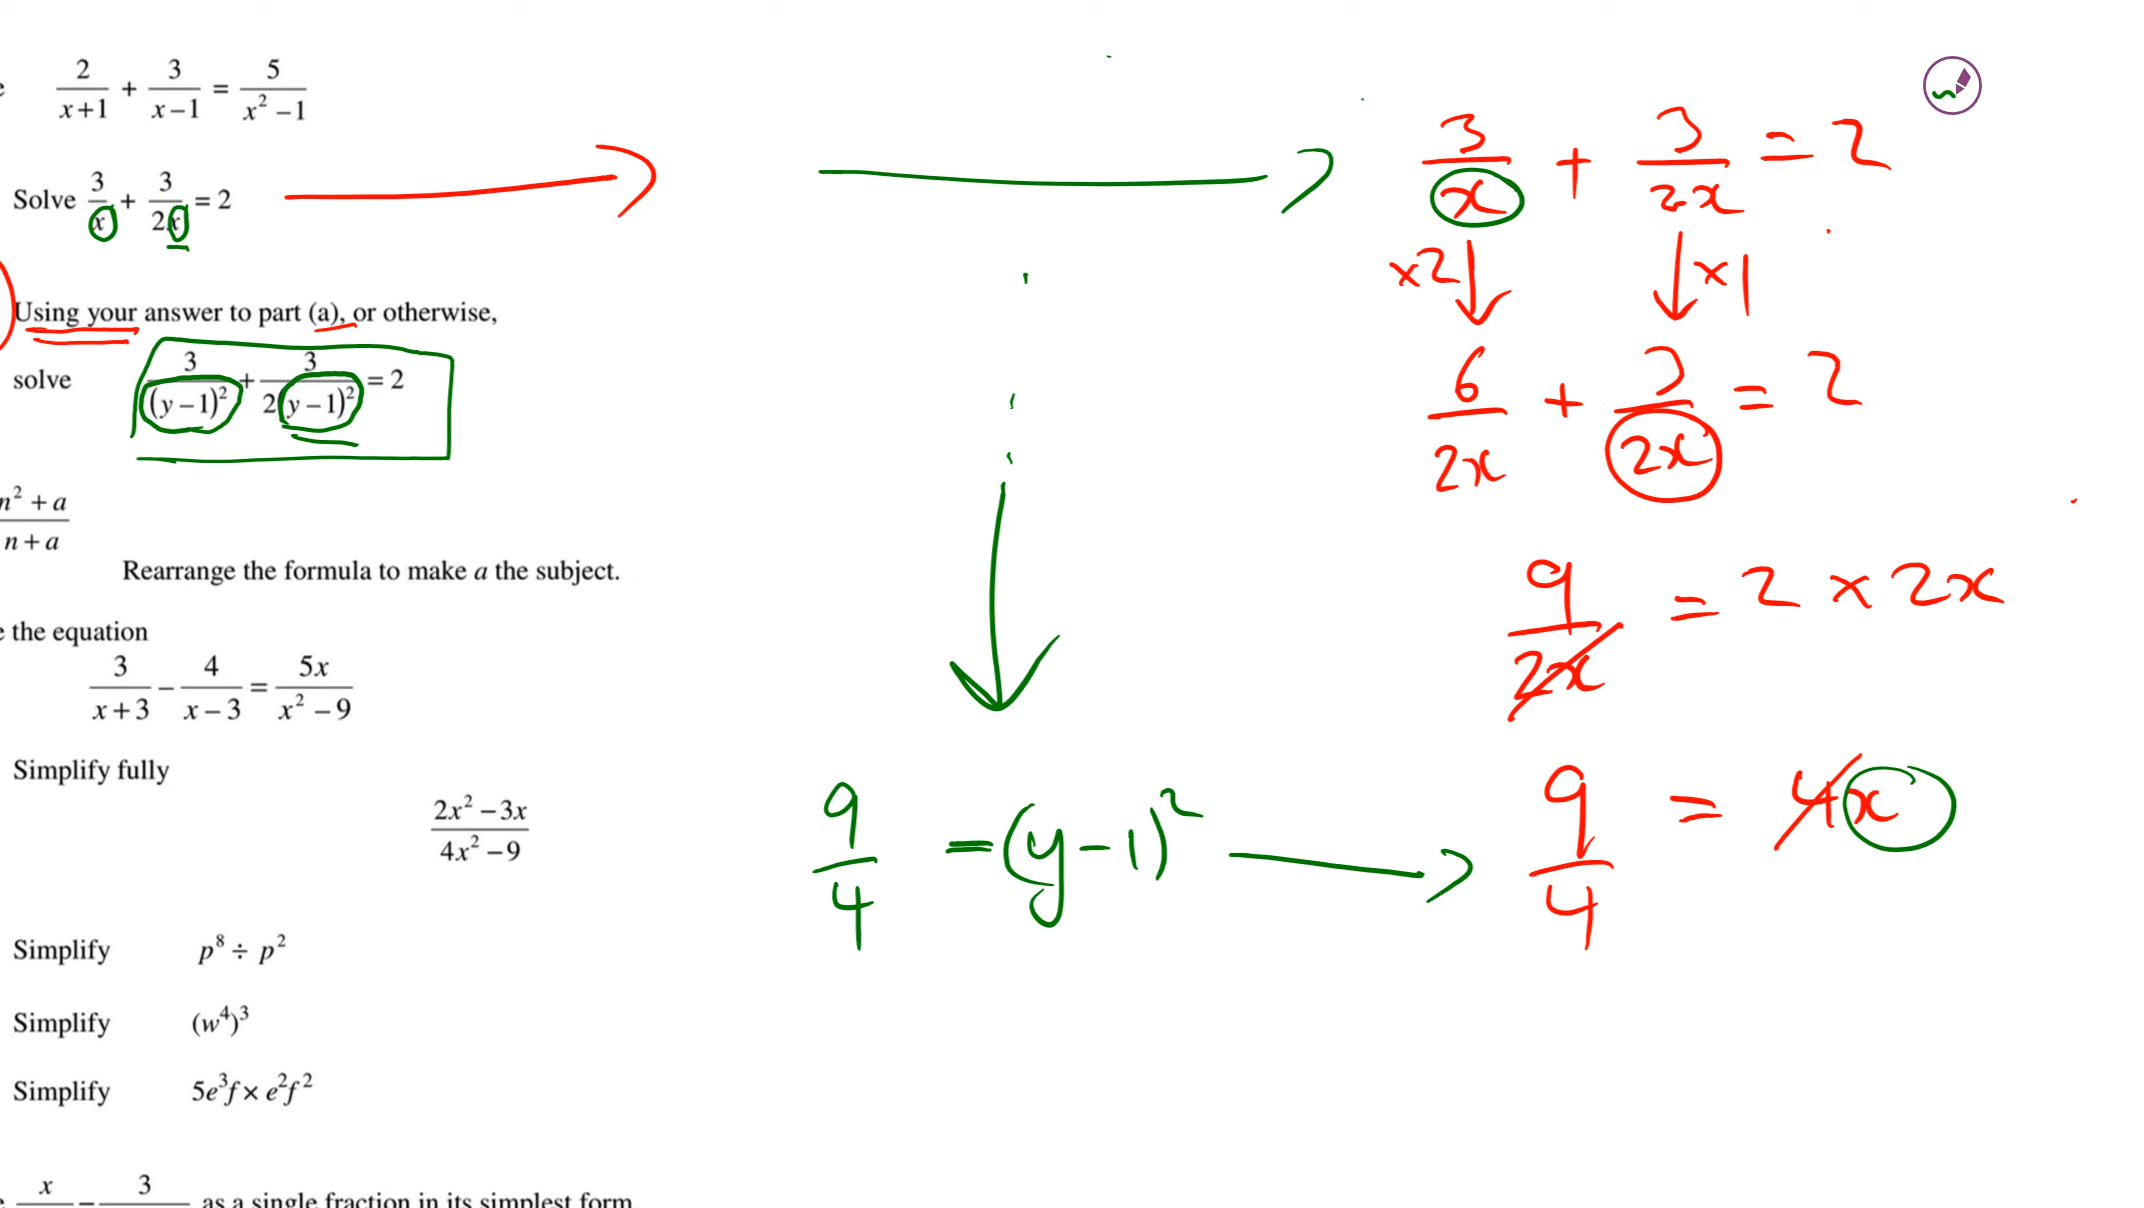 2/(x+1) + 3/(x−1) = 5/(x² −1)
Solve 3/x + 3/2x = 2
Using your answer to part (a), or otherwise,
solve 3/(y−1)² + 3/2(y−1)² = 2
n² + a / n + a
Rearrange the formula to make a the subject.
e the equation
3/(x+3) − 4/(x−3) = 5x/(x² −9)
Simplify fully
2x² −3x / 4x² −9
Simplify p⁸ ÷ p²
Simplify (w⁴)³
Simplify 5e³f × e²f²
x − 3 as a single fraction in its simplest form
3/x + 3/2x = 2
×2 ×1
6/2x + 3/2x = 2
9/2x = 2 × 2x
9/4 = (y−1)²
9/4 = 4x